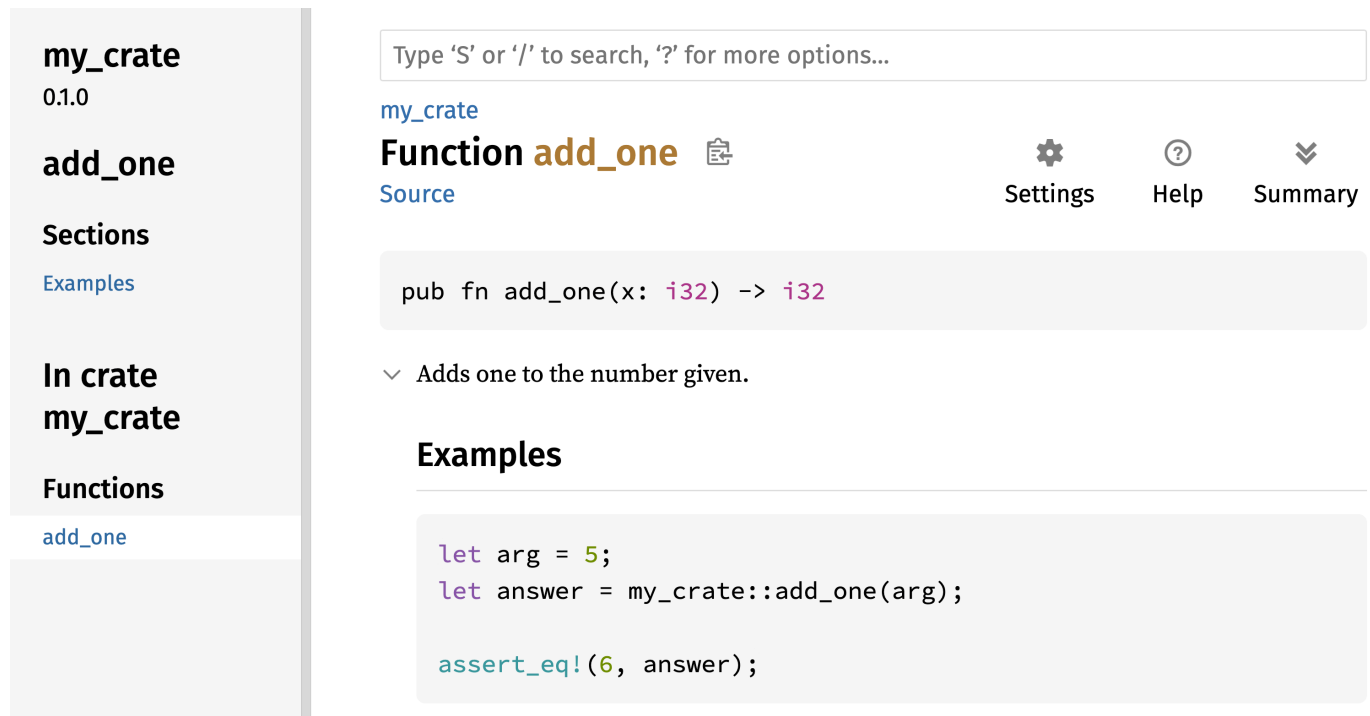 my_crate
0.1.0
add_one
Sections
Examples
In crate
my_crate
Functions
add_one
Type ‘S’ or ‘/’ to search, ‘?’ for more options…
my_crate
Function add_one
Source
Settings
Help
Summary
pub fn add_one(x: i32) -> i32
Adds one to the number given.
Examples
let arg = 5;
let answer = my_crate::add_one(arg);
assert_eq!(6, answer);